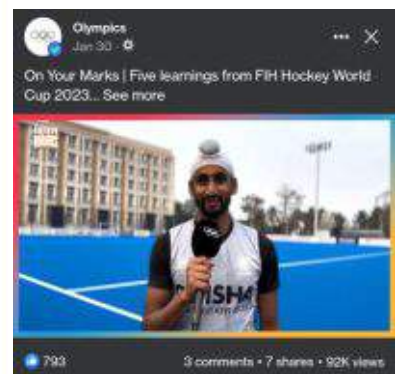 Olympics
Jan 30 ·
On Your Marks | Five learnings from FIH Hockey World
Cup 2023... See more
793
3 comments • 7 shares • 92K views